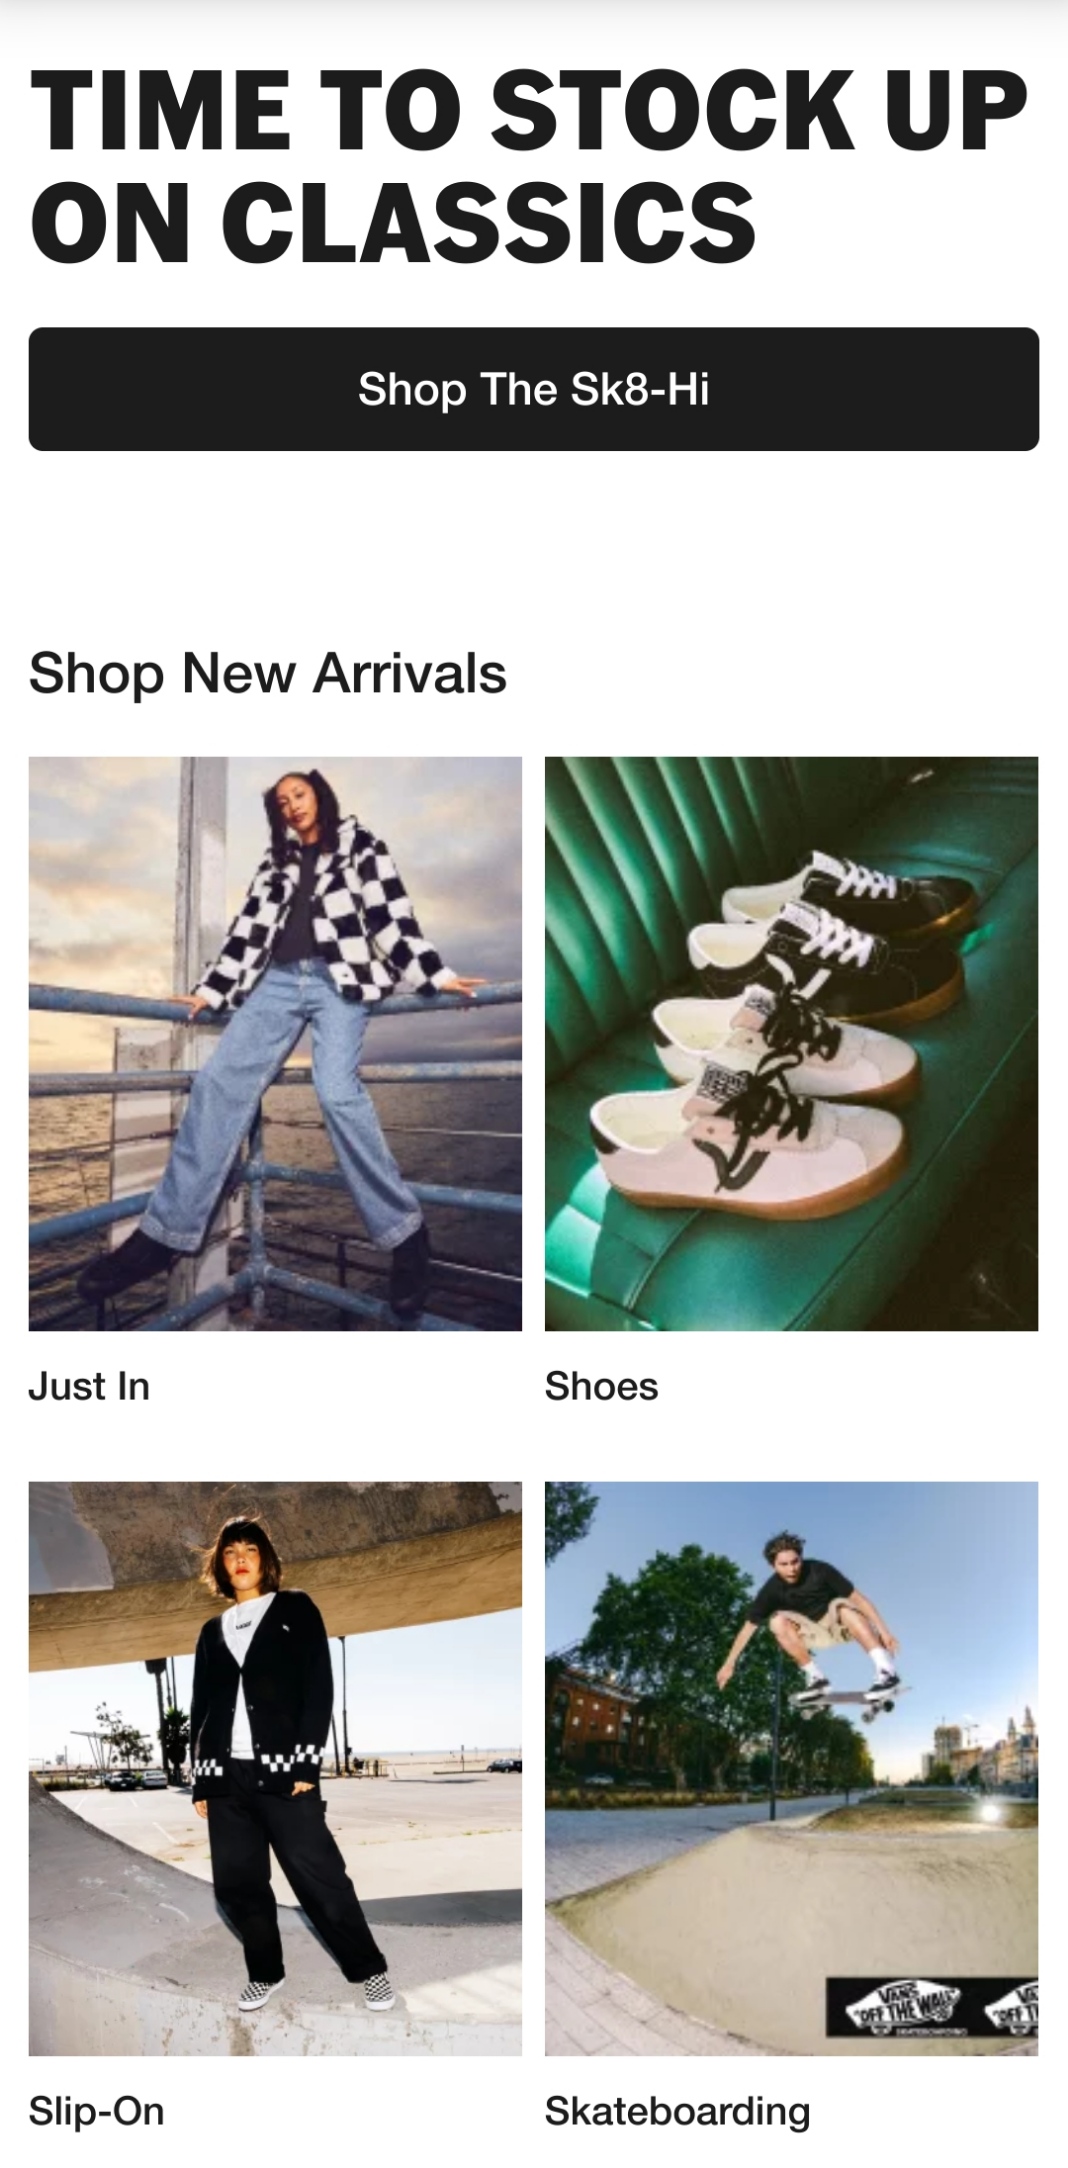 TIME TO STOCK UP
ON CLASSICS
Shop The Sk8-Hi
Shop New Arrivals
Just In
Shoes
Slip-On
Skateboarding
VANS
"OFF THE WALL"
SKATEBOARDING